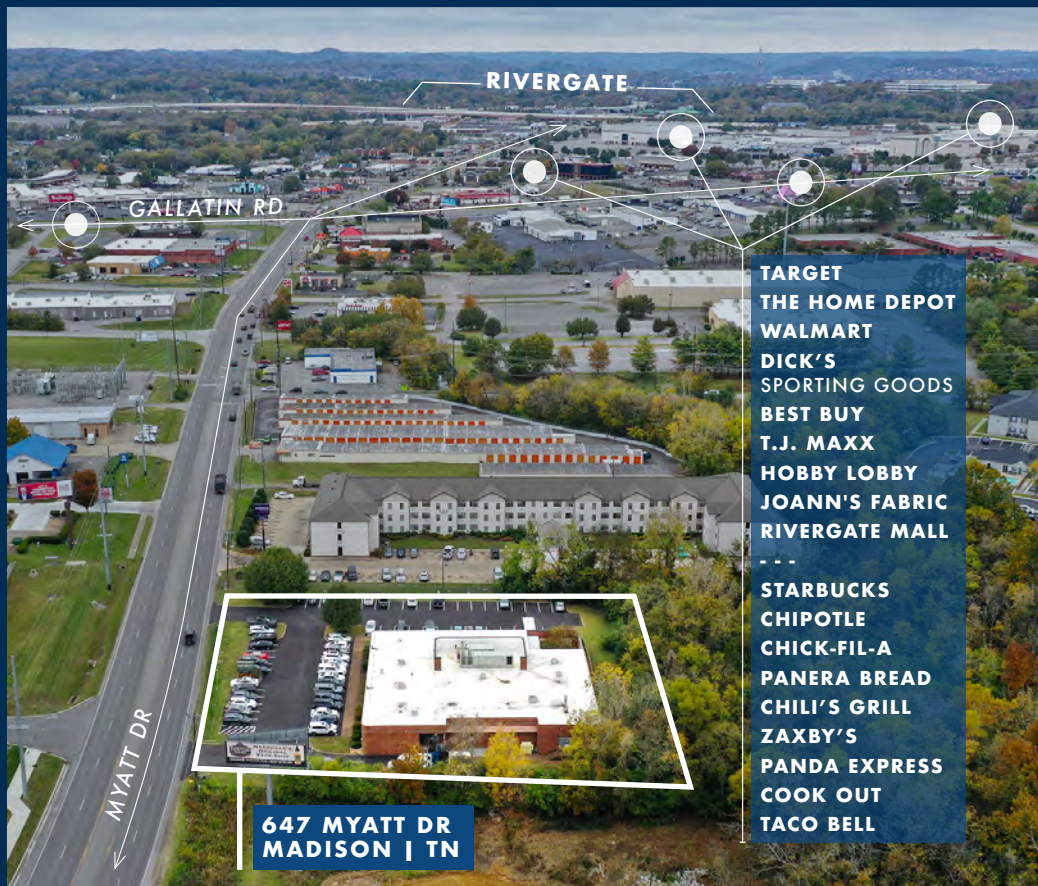 RIVERGATE
GALLATIN RD
TARGET
THE HOME DEPOT
WALMART
DICK'S
SPORTING GOODS
BEST BUY
T.J. MAXX
HOBBY LOBBY
JOANN'S FABRIC
RIVERGATE MALL
- - -
STARBUCKS
CHIPOTLE
CHICK-FIL-A
PANERA BREAD
CHILI'S GRILL
ZAXBY'S
PANDA EXPRESS
COOK OUT
TACO BELL
MYATT DR
647 MYATT DR
MADISON | TN